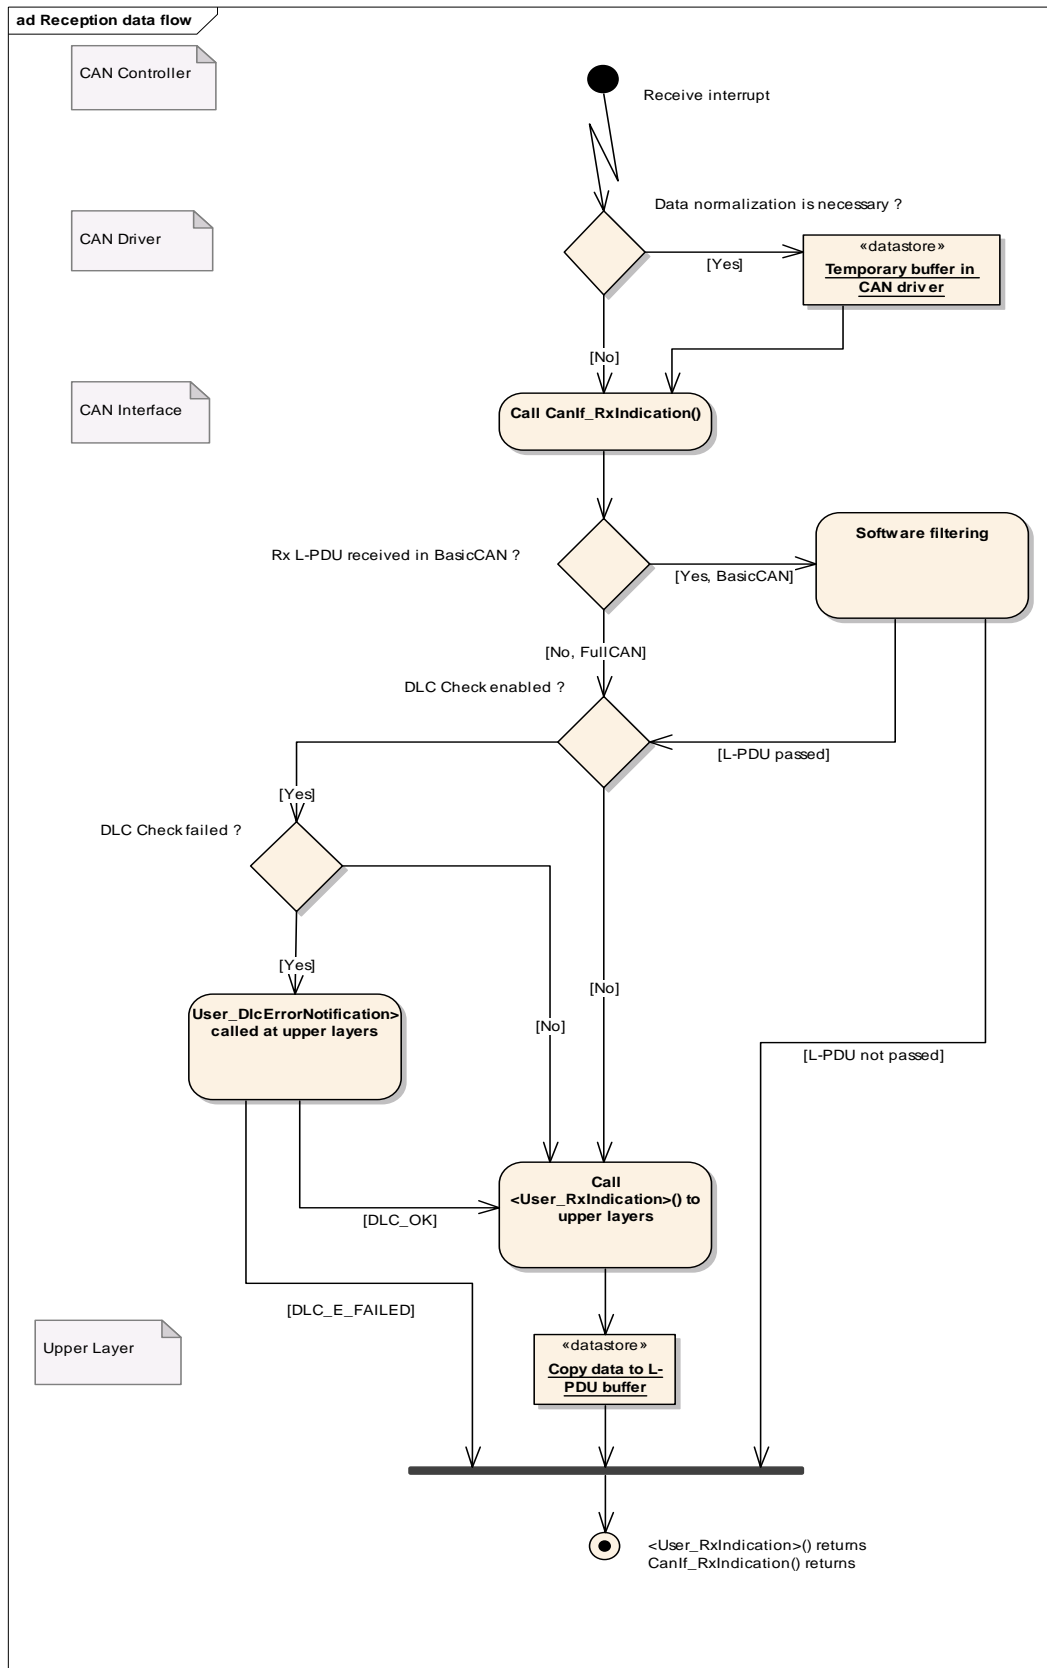 ad Reception data flow
CAN Controller
Receive interrupt
Data normalization is necessary ?
CAN Driver
[Yes]
«datastore»
Temporary buffer in
CAN driver
[No]
CAN Interface
Call CanIf_RxIndication()
Rx L-PDU received in BasicCAN ?
[Yes, BasicCAN]
Software filtering
[No, FullCAN]
DLC Check enabled ?
[L-PDU passed]
[Yes]
DLC Check failed ?
[Yes]
[No]
[No]
User_DlcErrorNotification>
called at upper layers
[L-PDU not passed]
Call
<User_RxIndication>() to
upper layers
[DLC_OK]
[DLC_E_FAILED]
Upper Layer
«datastore»
Copy data to L-
PDU buffer
<User_RxIndication>() returns
CanIf_RxIndication() returns